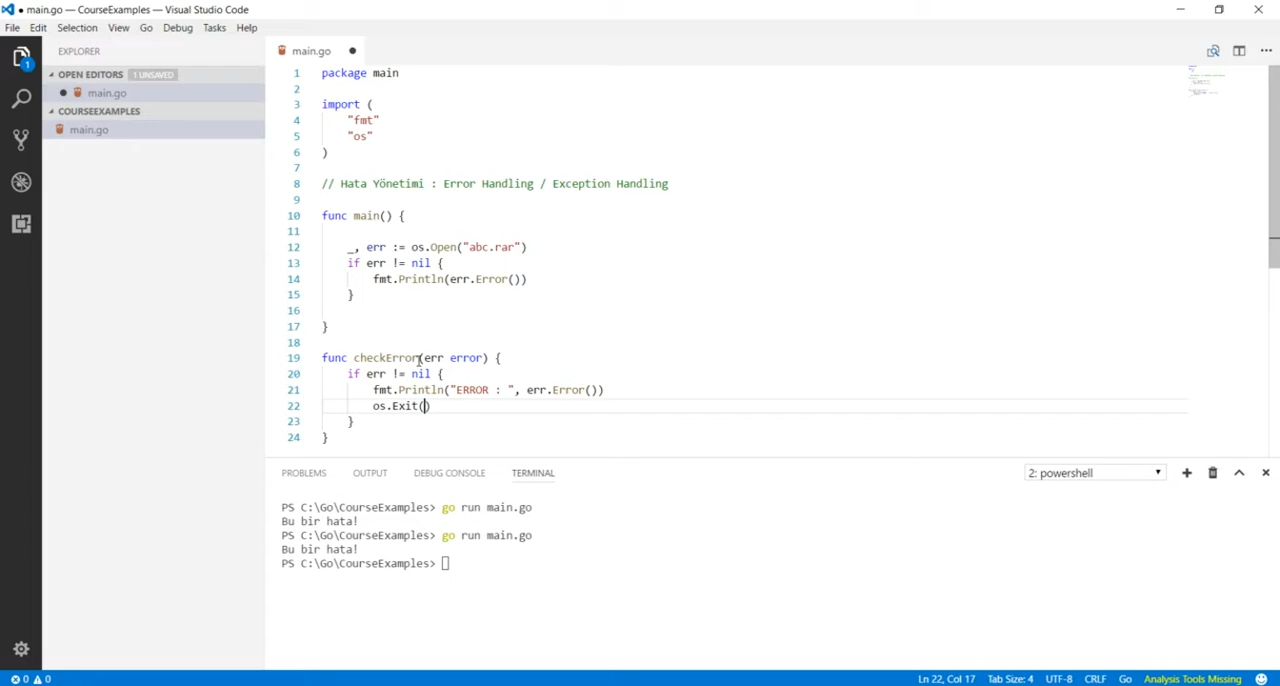 ● main.go — CourseExamples — Visual Studio Code
File Edit Selection View Go Debug Tasks Help
EXPLORER
OPEN EDITORS 1 UNSAVED
● main.go
COURSEEXAMPLES
main.go
1
main.go ●
1 package main
2
3 import (
4     "fmt"
5     "os"
6 )
7
8 // Hata Yönetimi : Error Handling / Exception Handling
9
10 func main() {
11
12     _, err := os.Open("abc.rar")
13     if err != nil {
14         fmt.Println(err.Error())
15     }
16
17 }
18
19 func checkError(err error) {
20     if err != nil {
21         fmt.Println("ERROR : ", err.Error())
22         os.Exit()
23     }
24 }
PROBLEMS OUTPUT DEBUG CONSOLE TERMINAL 2: powershell
PS C:\Go\CourseExamples> go run main.go
Bu bir hata!
PS C:\Go\CourseExamples> go run main.go
Bu bir hata!
PS C:\Go\CourseExamples>
0 0 Ln 22, Col 17 Tab Size: 4 UTF-8 CRLF Go Analysis Tools Missing